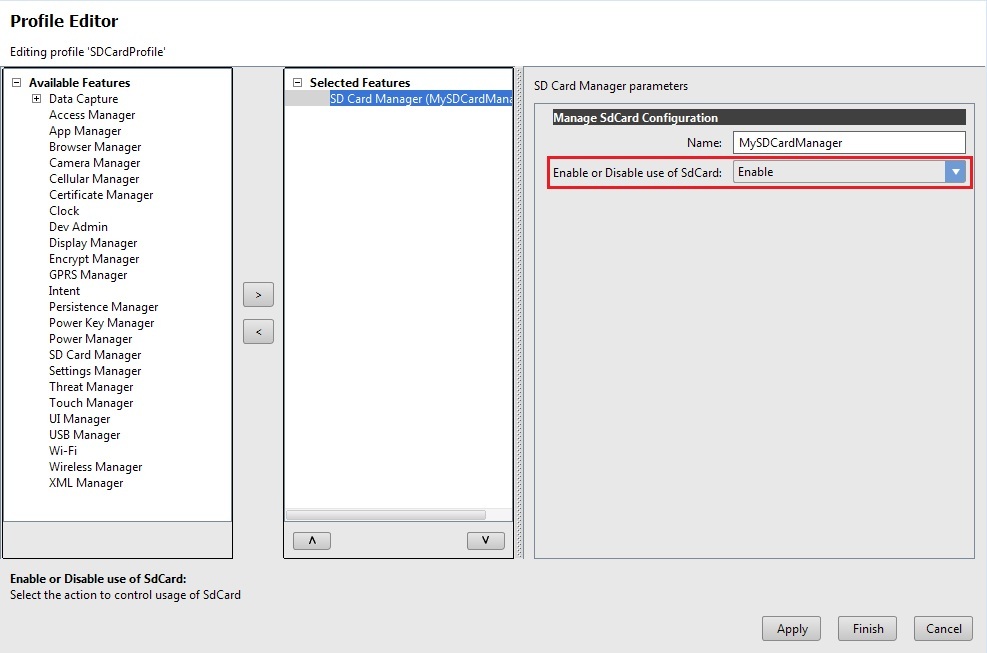 Profile Editor
Editing profile 'SDCardProfile'
Available Features
Data Capture
Access Manager
App Manager
Browser Manager
Camera Manager
Cellular Manager
Certificate Manager
Clock
Dev Admin
Display Manager
Encrypt Manager
GPRS Manager
Intent
Persistence Manager
Power Key Manager
Power Manager
SD Card Manager
Settings Manager
Threat Manager
Touch Manager
UI Manager
USB Manager
Wi-Fi
Wireless Manager
XML Manager
>
<
Selected Features
SD Card Manager (MySDCardMana
SD Card Manager parameters
Manage SdCard Configuration
Name: MySDCardManager
Enable or Disable use of SdCard: Enable
Enable or Disable use of SdCard:
Select the action to control usage of SdCard
Apply Finish Cancel